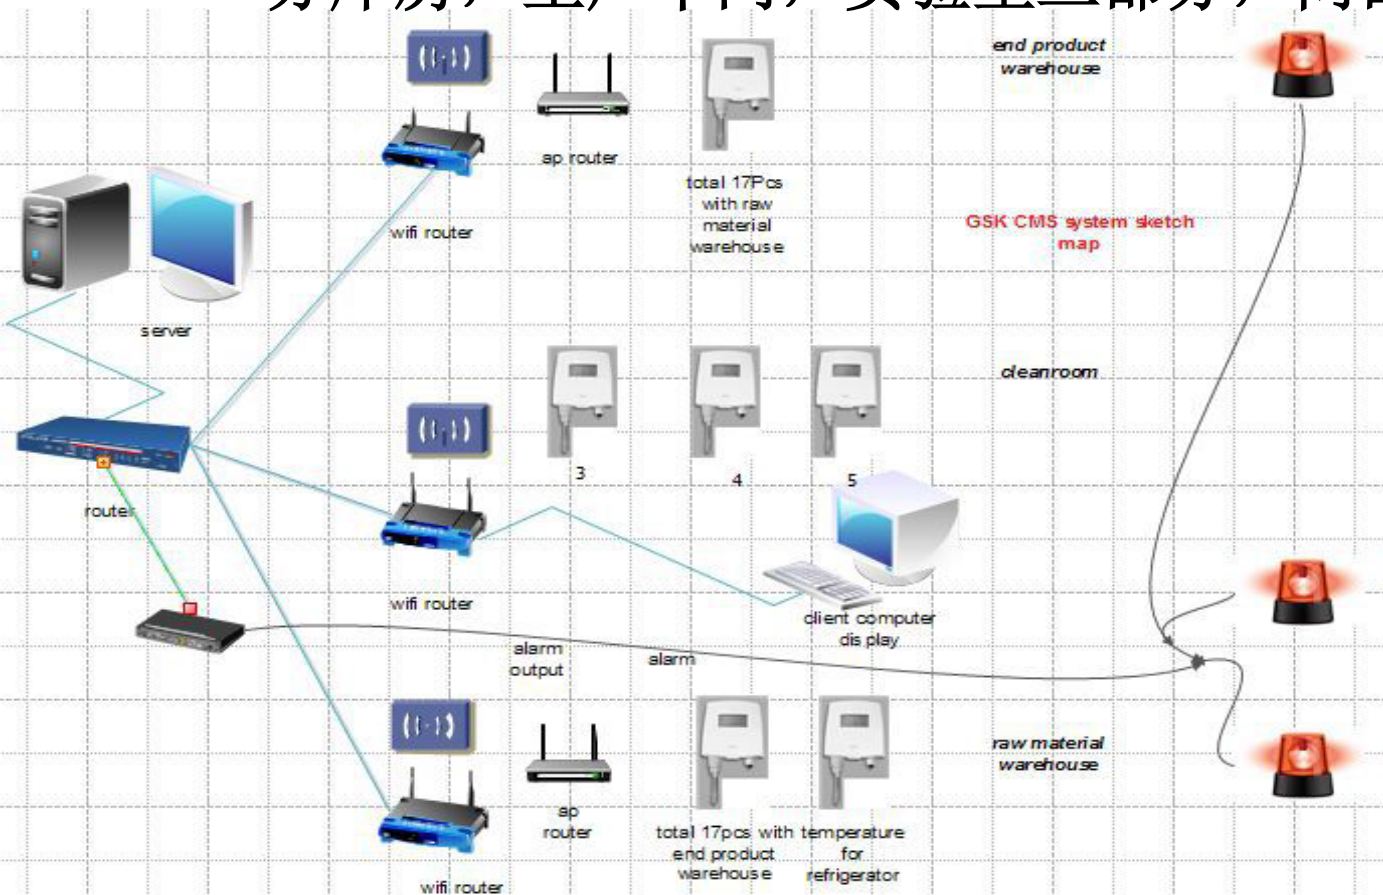 end product
warehouse
ap router
total 17Pcs
with raw
material
warehouse
wifi router
GSK CMS system sketch
map
server
cleanroom
3
4
5
router
wifi router
client computer
display
alarm
output
alarm
raw material
warehouse
ap
router
total 17pcs with
end product
warehouse
temperature
for
refrigerator
wifi router